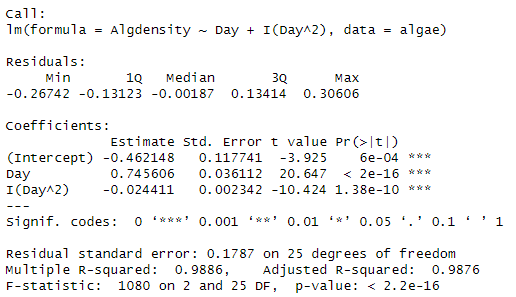 Call:
lm(formula = Algdensity ~ Day + I(Day^2), data = algae)
Residuals:
     Min       1Q   Median       3Q      Max
-0.26742 -0.13123 -0.00187  0.13414  0.30606
Coefficients:
             Estimate Std. Error t value Pr(>|t|)
(Intercept) -0.462148   0.117741  -3.925    6e-04 ***
Day          0.745606   0.036112  20.647  < 2e-16 ***
I(Day^2)    -0.024411   0.002342 -10.424 1.38e-10 ***
---
Signif. codes:  0 ‘***’ 0.001 ‘**’ 0.01 ‘*’ 0.05 ‘.’ 0.1 ‘ ’ 1
Residual standard error: 0.1787 on 25 degrees of freedom
Multiple R-squared:  0.9886,    Adjusted R-squared:  0.9876
F-statistic:  1080 on 2 and 25 DF,  p-value: < 2.2e-16